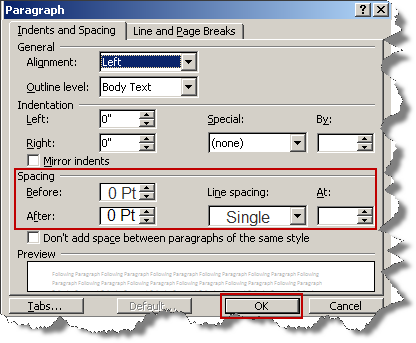 Paragraph
Indents and Spacing Line and Page Breaks
General
Alignment: Left
Outline level: Body Text
Indentation
Left: 0" Special: By:
Right: 0" (none)
Mirror indents
Spacing
Before: 0 Pt Line spacing: At:
After: 0 Pt Single
Don't add space between paragraphs of the same style
Preview
Following Paragraph Following Paragraph Following Paragraph Following Paragraph Following Paragraph
Following Paragraph Following Paragraph Following Paragraph Following Paragraph Following Paragraph
Tabs... Default... OK Cancel